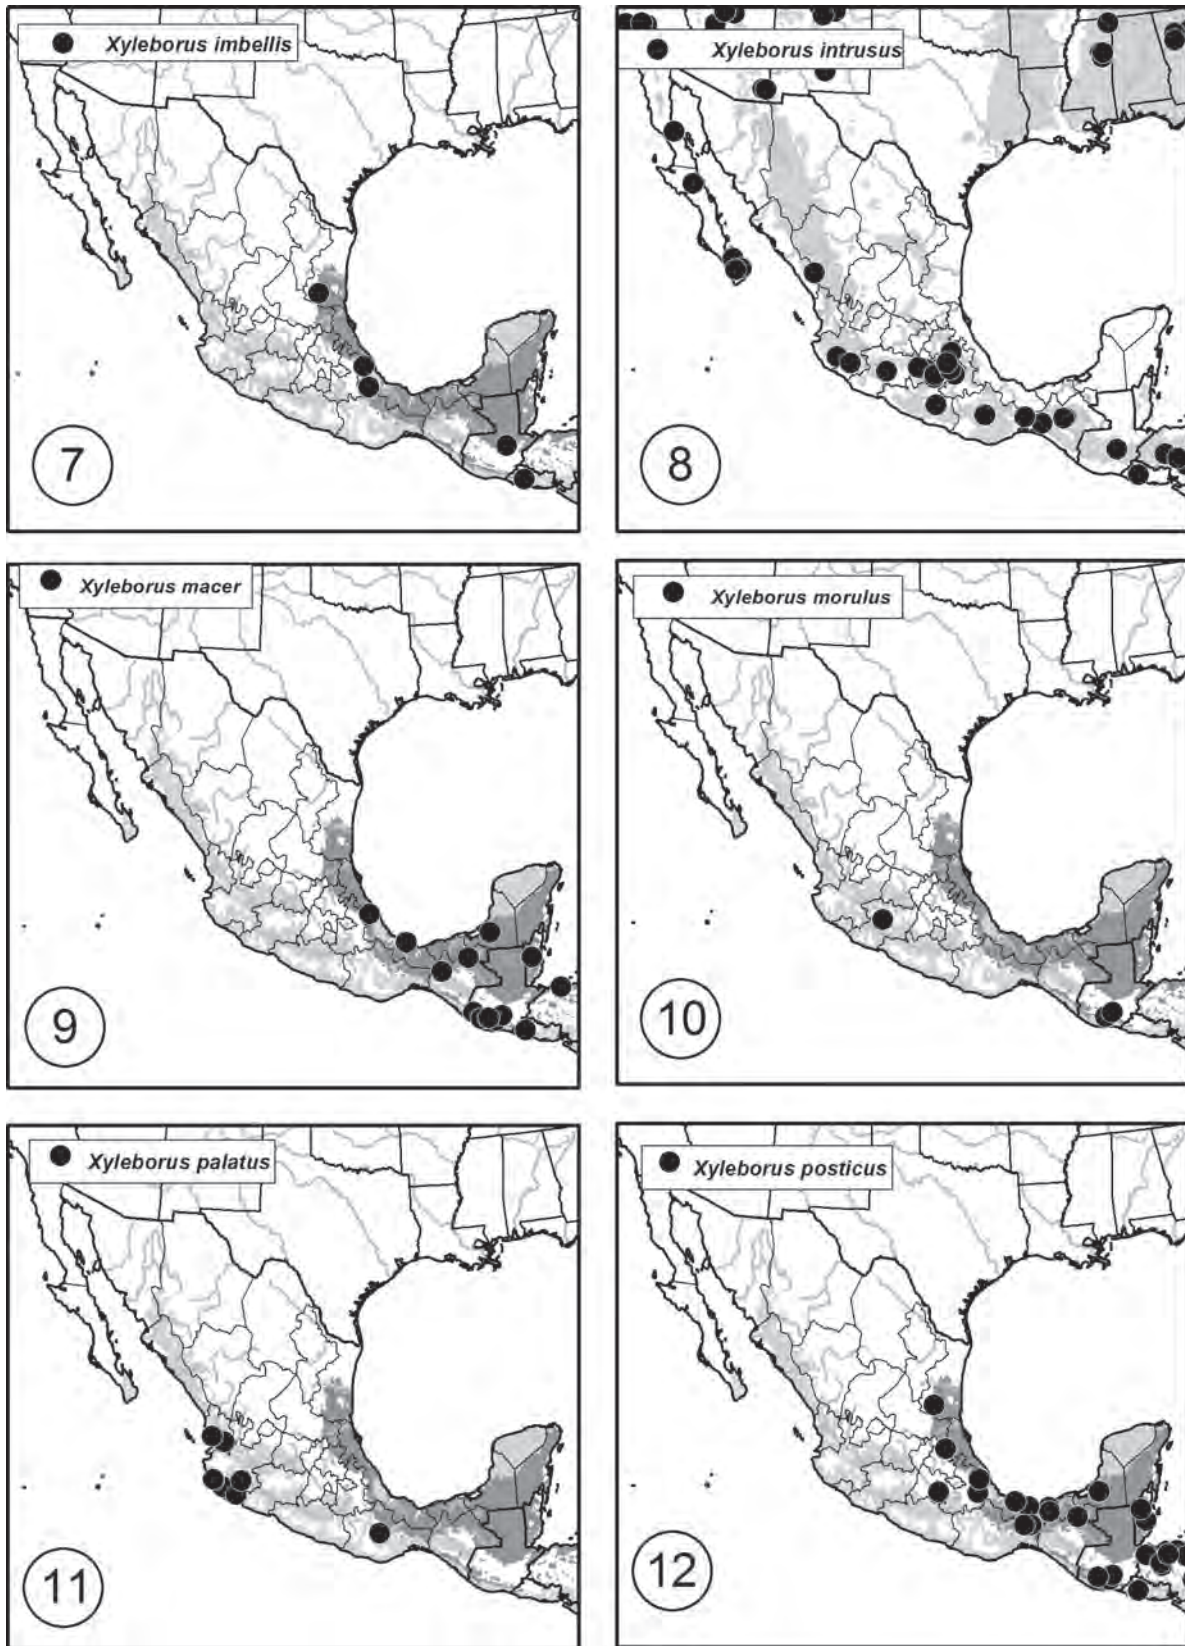 Xyleborus imbellis
7
Xyleborus intrusus
8
Xyleborus macer
9
Xyleborus morulus
10
Xyleborus palatus
11
Xyleborus posticus
12